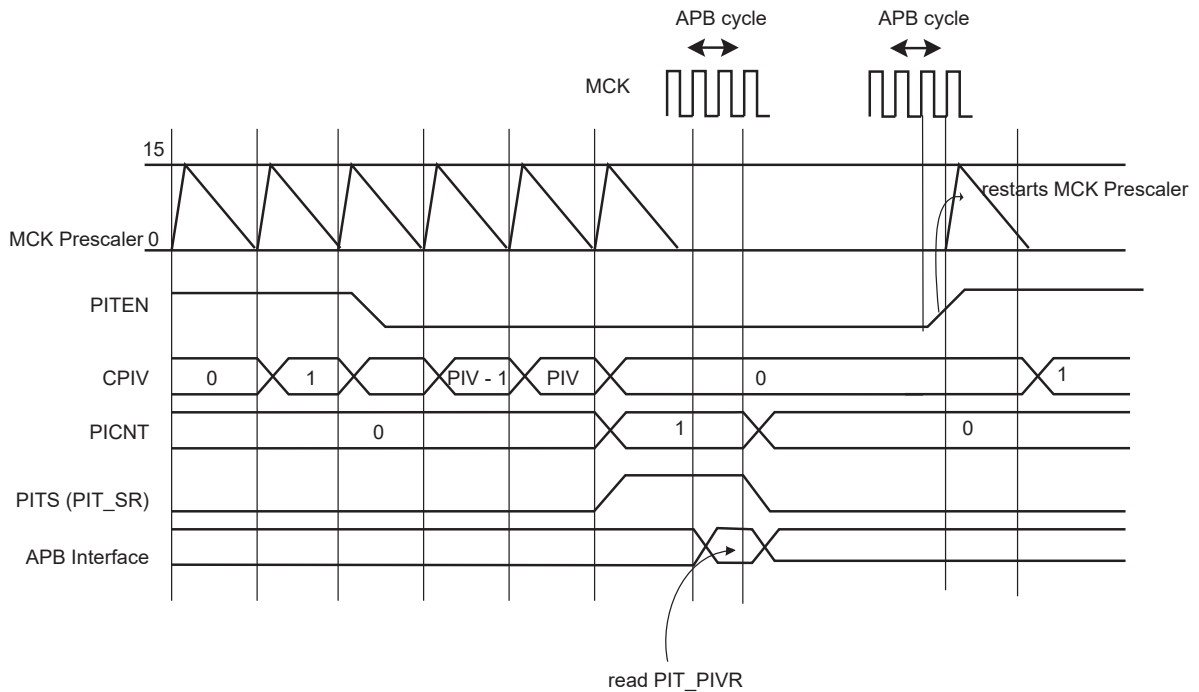 APB cycle
APB cycle
MCK
15
restarts MCK Prescaler
MCK Prescaler 0
PITEN
CPIV
0
1
PIV - 1
PIV
0
1
PICNT
0
1
0
PITS (PIT_SR)
APB Interface
read PIT_PIVR